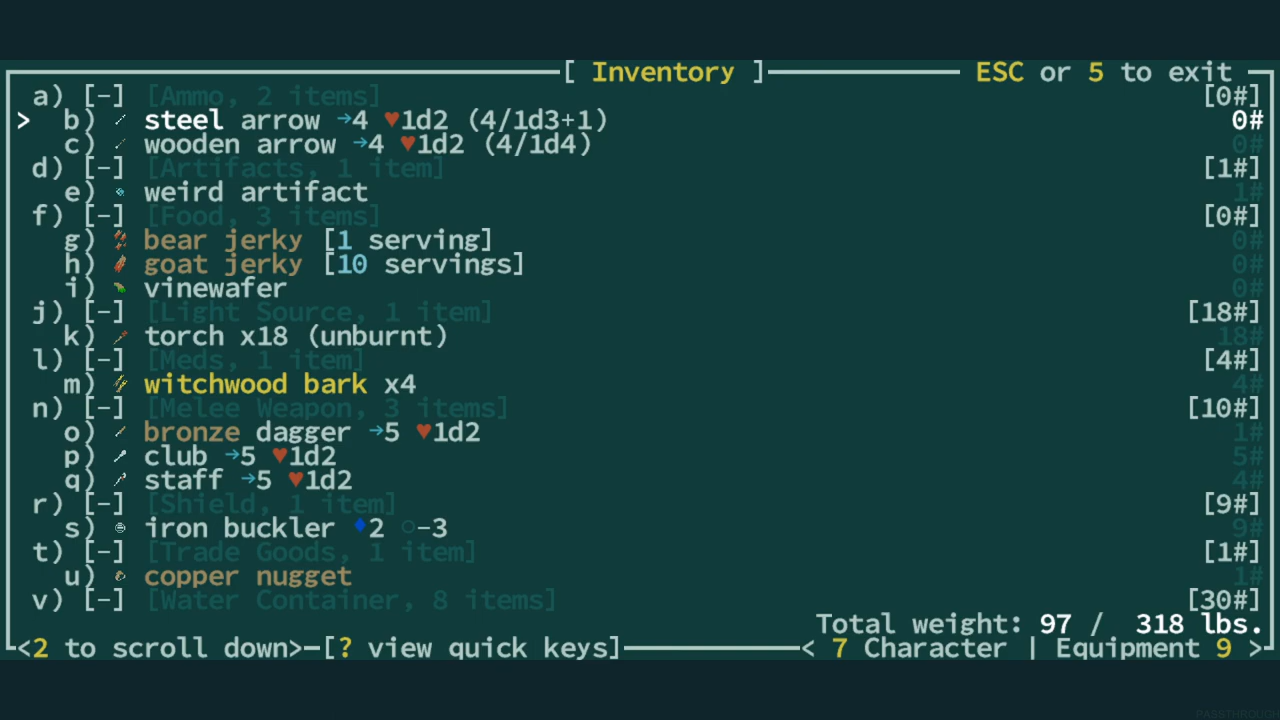 [ Inventory ] ESC or 5 to exit
a) [-] [Ammo, 2 items] [0#]
> b) steel arrow →4 ♥1d2 (4/1d3+1) 0#
c) wooden arrow →4 ♥1d2 (4/1d4) 0#
d) [-] [Artifacts, 1 item] [1#]
e) weird artifact 1#
f) [-] [Food, 3 items] [0#]
g) bear jerky [1 serving] 0#
h) goat jerky [10 servings] 0#
i) vinewafer 0#
j) [-] [Light Source, 1 item] [18#]
k) torch x18 (unburnt) 18#
l) [-] [Meds, 1 item] [4#]
m) witchwood bark x4 4#
n) [-] [Melee Weapon, 3 items] [10#]
o) bronze dagger →5 ♥1d2 1#
p) club →5 ♥1d2 5#
q) staff →5 ♥1d2 4#
r) [-] [Shield, 1 item] [9#]
s) iron buckler ♦2 ○-3 9#
t) [-] [Trade Goods, 1 item] [1#]
u) copper nugget 1#
v) [-] [Water Container, 8 items] [30#]
Total weight: 97 / 318 lbs.
<2 to scroll down> [? view quick keys] < 7 Character | Equipment 9 >
PASSTHROUGH